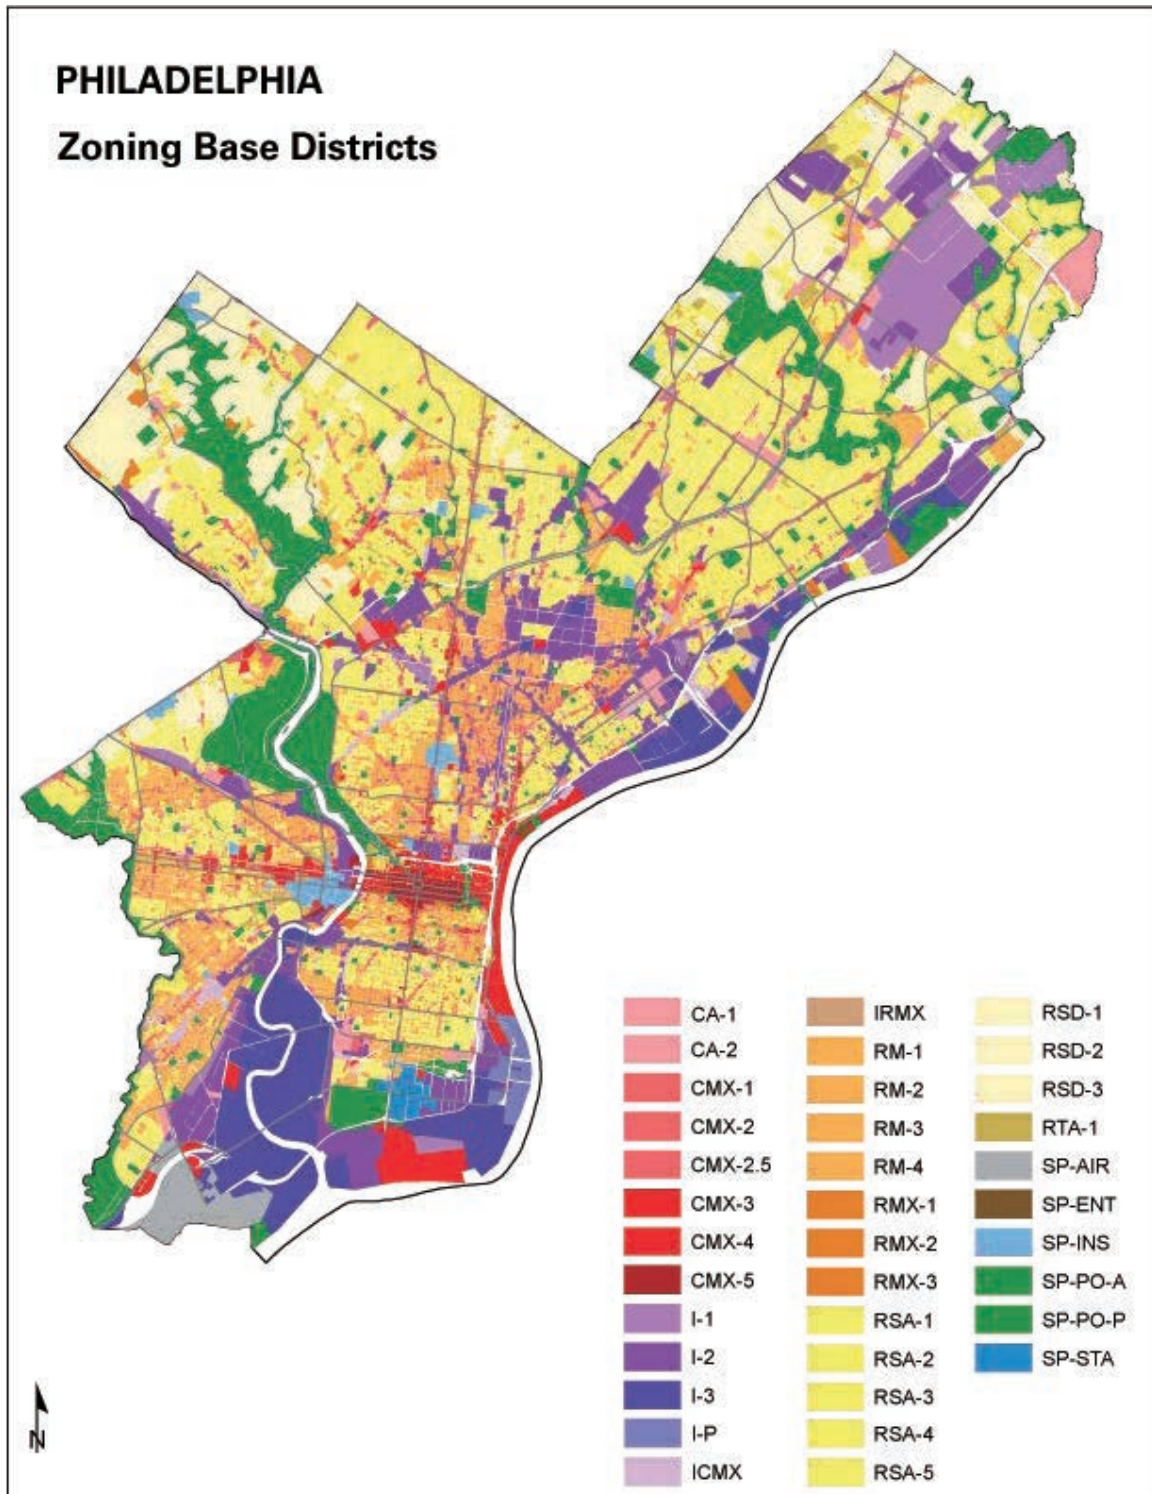 PHILADELPHIA
Zoning Base Districts
CA-1
CA-2
CMX-1
CMX-2
CMX-2.5
CMX-3
CMX-4
CMX-5
I-1
I-2
I-3
I-P
ICMX
IRMX
RM-1
RM-2
RM-3
RM-4
RMX-1
RMX-2
RMX-3
RSA-1
RSA-2
RSA-3
RSA-4
RSA-5
RSD-1
RSD-2
RSD-3
RTA-1
SP-AIR
SP-ENT
SP-INS
SP-PO-A
SP-PO-P
SP-STA
N